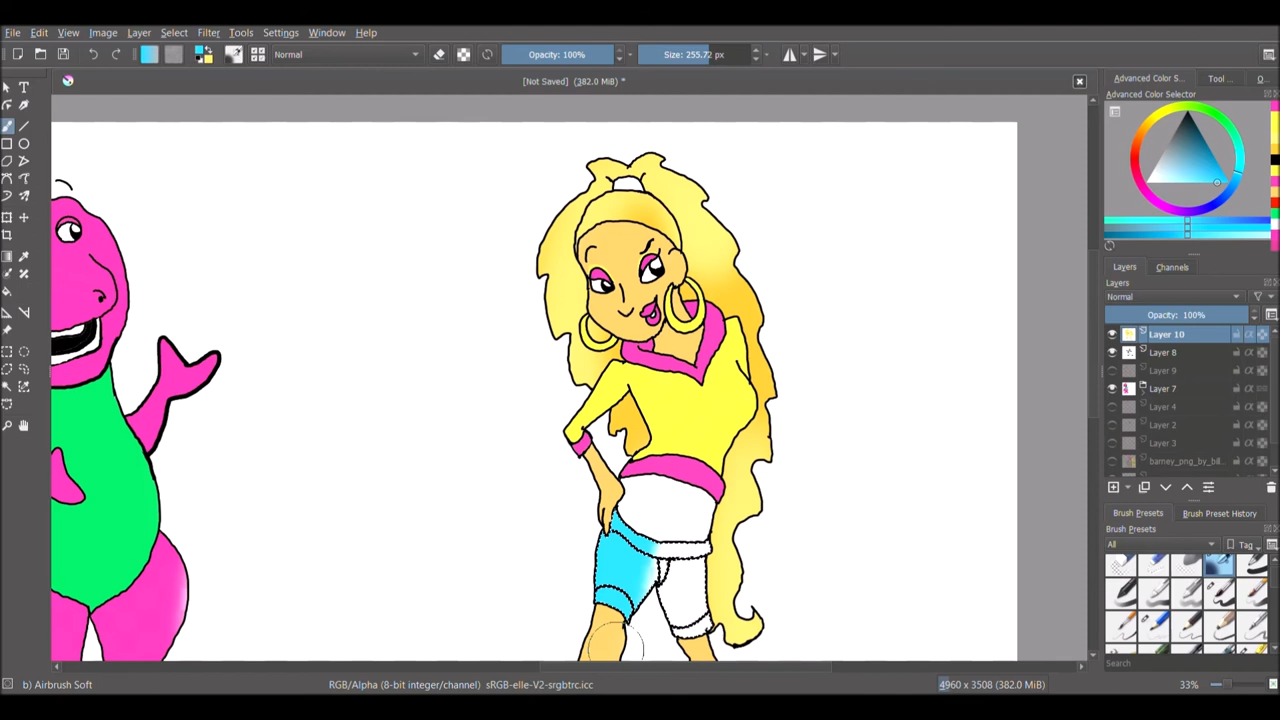 File Edit View Image Layer Select Filter Tools Settings Window Help
Normal Opacity: 100% Size: 255.72 px
[Not Saved] (382.0 MiB) *
Advanced Color S... Tool ... O...
Advanced Color Selector
Layers Channels
Layers
Normal
Opacity: 100%
Layer 10
Layer 8
Layer 9
Layer 7
Layer 4
Layer 2
Layer 3
barney_png_by_bil...
Brush Presets Brush Preset History
Brush Presets
All Tag
Search
b) Airbrush Soft RGB/Alpha (8-bit integer/channel) sRGB-elle-V2-srgbtrc.icc 4960 x 3508 (382.0 MiB) 33%